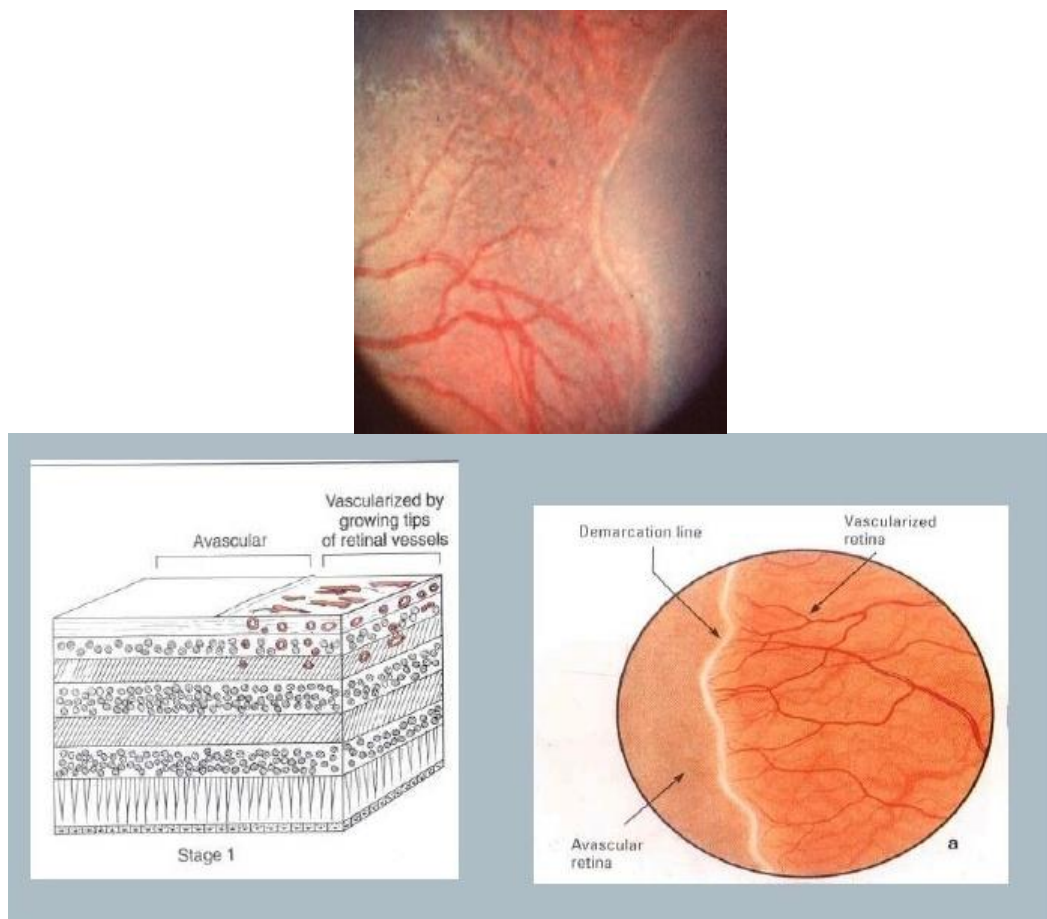 Vascularized by
growing tips
of retinal vessels
Avascular
Stage 1
Demarcation line
Vascularized
retina
Avascular
retina
a